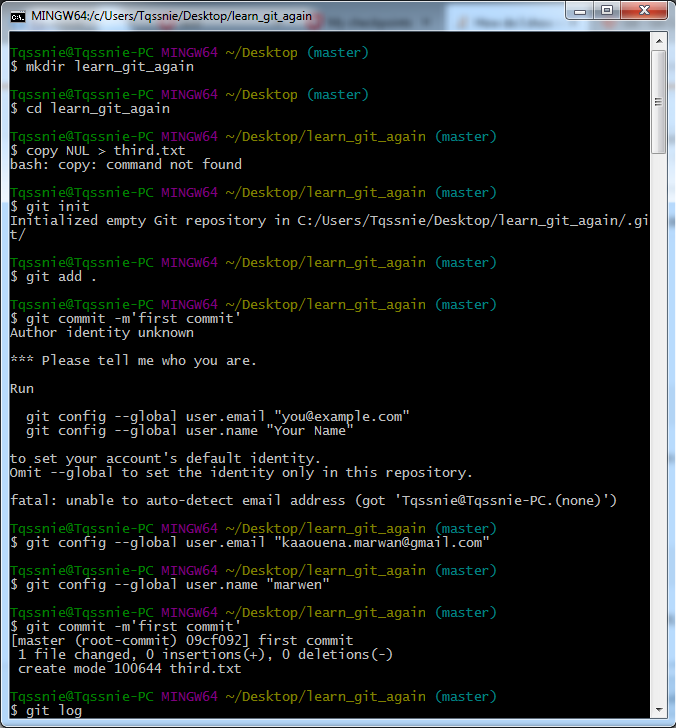 MINGW64:/c/Users/Tqssnie/Desktop/learn_git_again
Tqssnie@Tqssnie-PC MINGW64 ~/Desktop (master)
$ mkdir learn_git_again
Tqssnie@Tqssnie-PC MINGW64 ~/Desktop (master)
$ cd learn_git_again
Tqssnie@Tqssnie-PC MINGW64 ~/Desktop/learn_git_again (master)
$ copy NUL > third.txt
bash: copy: command not found
Tqssnie@Tqssnie-PC MINGW64 ~/Desktop/learn_git_again (master)
$ git init
Initialized empty Git repository in C:/Users/Tqssnie/Desktop/learn_git_again/.gi
t/
Tqssnie@Tqssnie-PC MINGW64 ~/Desktop/learn_git_again (master)
$ git add .
Tqssnie@Tqssnie-PC MINGW64 ~/Desktop/learn_git_again (master)
$ git commit -m'first commit'
Author identity unknown
*** Please tell me who you are.
Run
git config --global user.email "you@example.com"
git config --global user.name "Your Name"
to set your account's default identity.
Omit --global to set the identity only in this repository.
fatal: unable to auto-detect email address (got 'Tqssnie@Tqssnie-PC.(none)')
Tqssnie@Tqssnie-PC MINGW64 ~/Desktop/learn_git_again (master)
$ git config --global user.email "kaaouena.marwan@gmail.com"
Tqssnie@Tqssnie-PC MINGW64 ~/Desktop/learn_git_again (master)
$ git config --global user.name "marwen"
Tqssnie@Tqssnie-PC MINGW64 ~/Desktop/learn_git_again (master)
$ git commit -m'first commit'
[master (root-commit) 09cf092] first commit
1 file changed, 0 insertions(+), 0 deletions(-)
create mode 100644 third.txt
Tqssnie@Tqssnie-PC MINGW64 ~/Desktop/learn_git_again (master)
$ git log